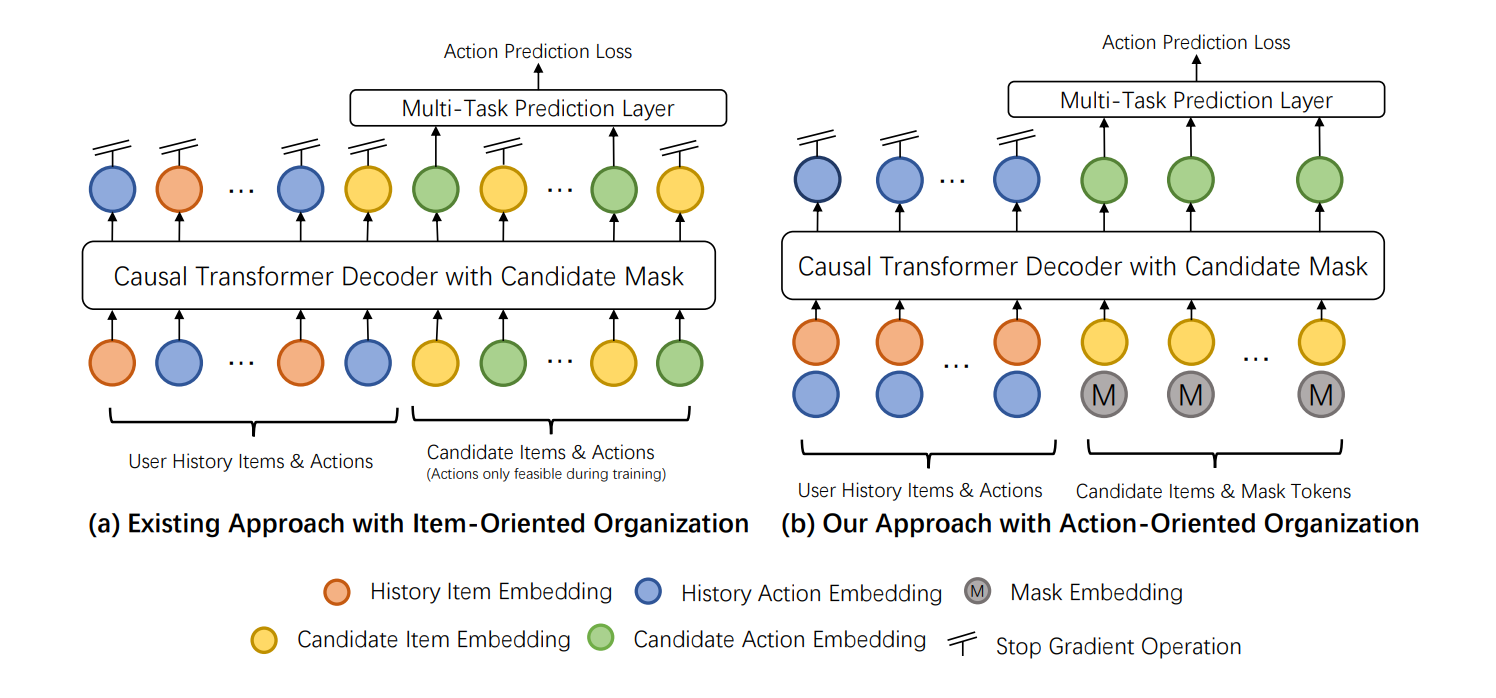 Action Prediction Loss
Multi-Task Prediction Layer
...
...
Causal Transformer Decoder with Candidate Mask
...
...
User History Items & Actions
Candidate Items & Actions
(Actions only feasible during training)
(a) Existing Approach with Item-Oriented Organization
Action Prediction Loss
Multi-Task Prediction Layer
...
Causal Transformer Decoder with Candidate Mask
...
...
M M M
User History Items & Actions
Candidate Items & Mask Tokens
(b) Our Approach with Action-Oriented Organization
History Item Embedding
History Action Embedding
M Mask Embedding
Candidate Item Embedding
Candidate Action Embedding
Stop Gradient Operation